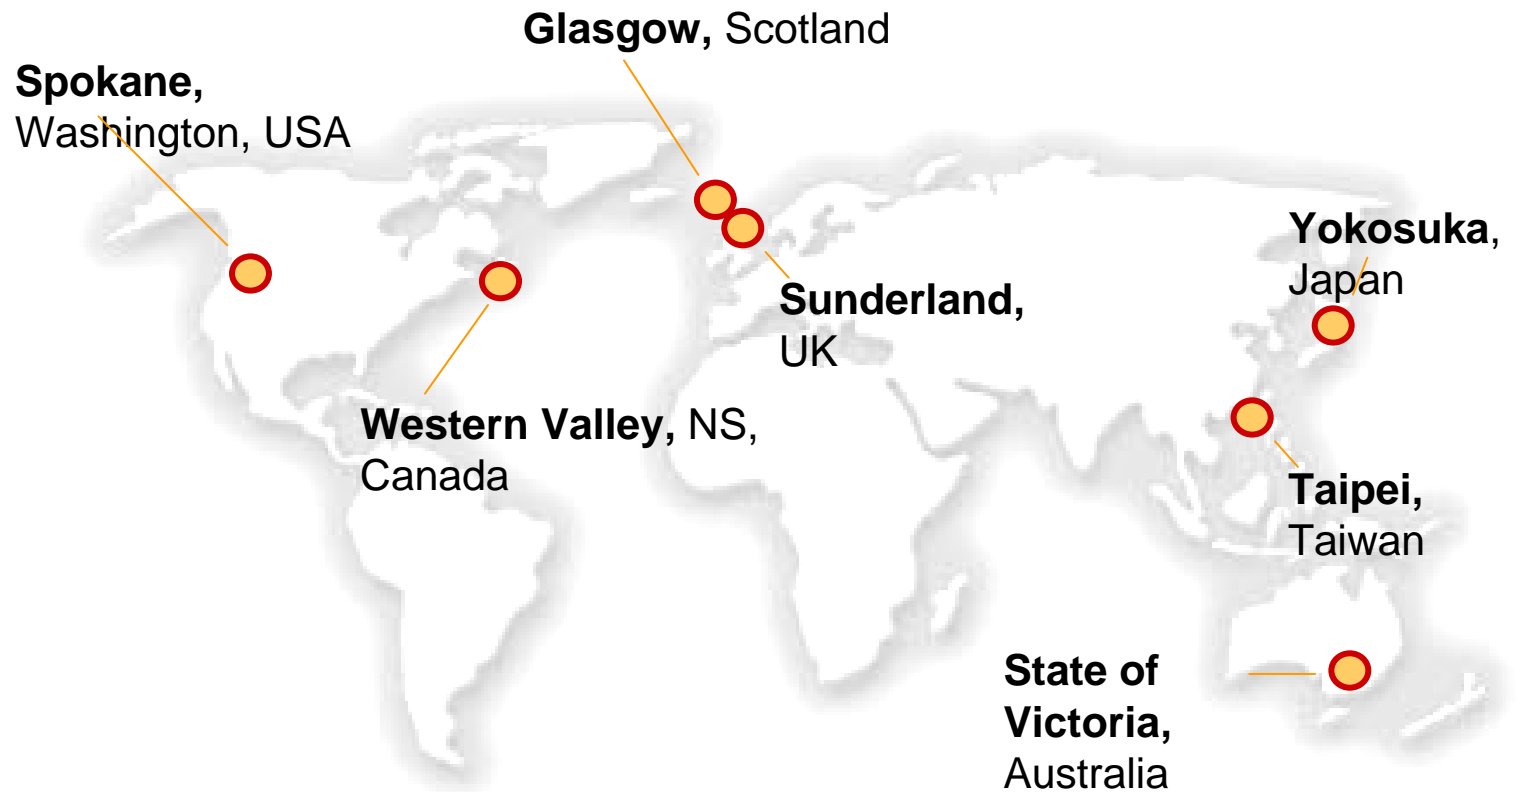 Glasgow, Scotland
Spokane,
Washington, USA
Yokosuka,
Japan
Sunderland,
UK
Western Valley, NS,
Canada
Taipei,
Taiwan
State of
Victoria,
Australia